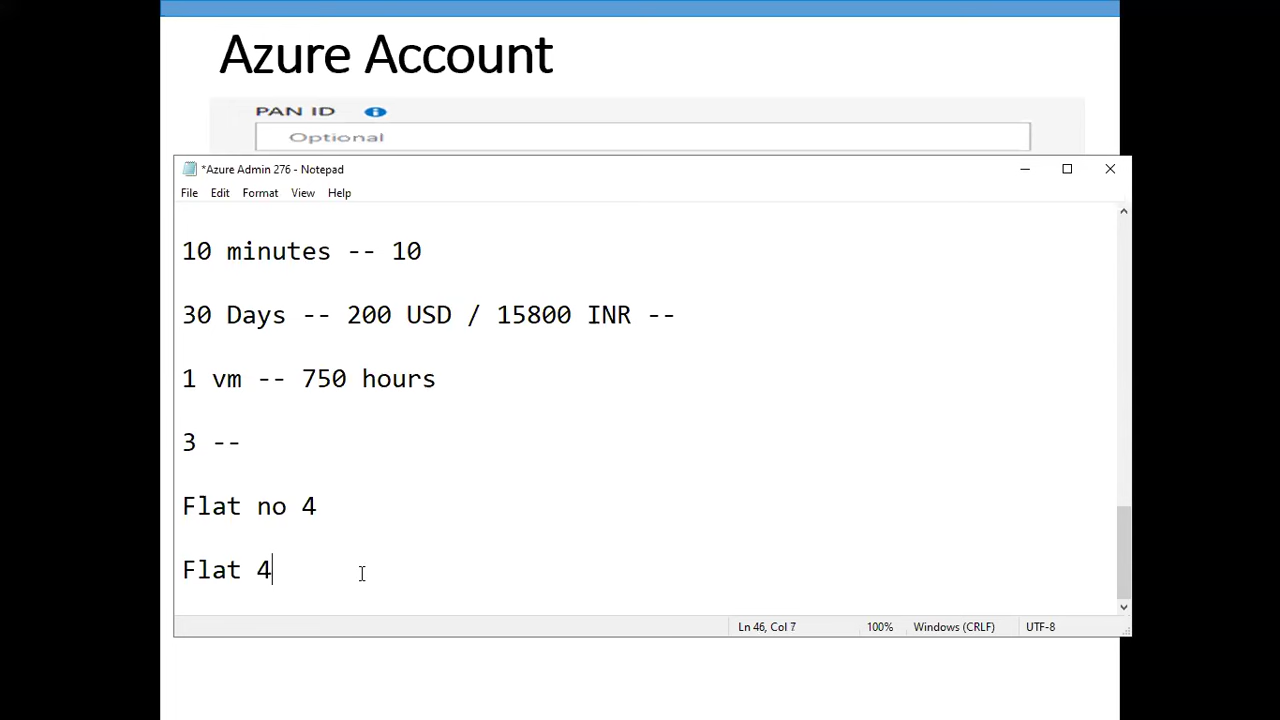 Azure Account
PAN ID
Optional
*Azure Admin 276 - Notepad
File Edit Format View Help
10 minutes -- 10
30 Days -- 200 USD / 15800 INR --
1 vm -- 750 hours
3 --
Flat no 4
Flat 4
Ln 46, Col 7 100% Windows (CRLF) UTF-8